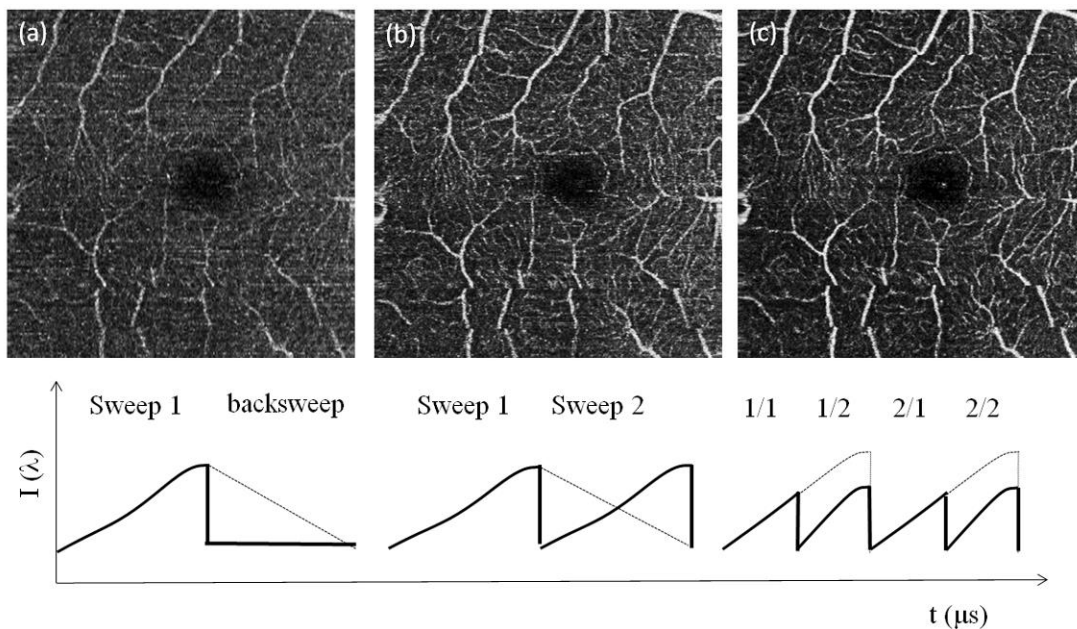 (a) (b) (c)
Sweep 1 backsweep Sweep 1 Sweep 2 1/1 1/2 2/1 2/2
I (λ)
t (μs)